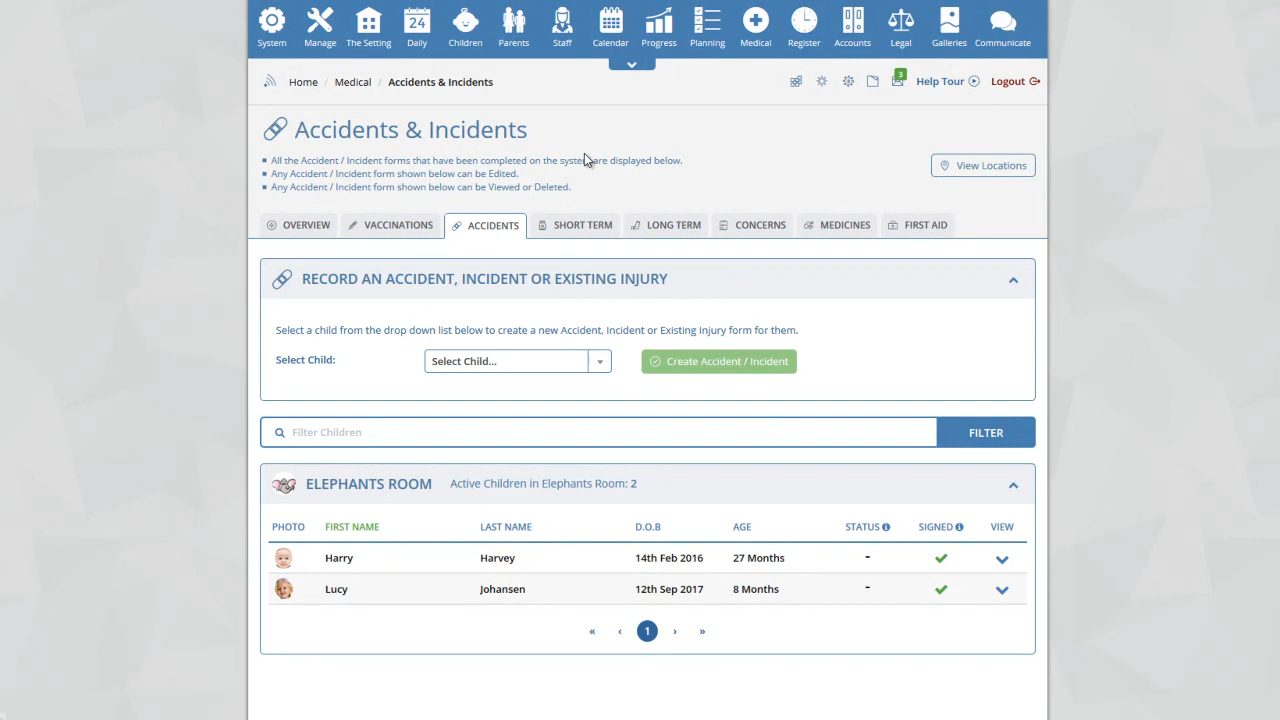 System Manage The Setting 24 Daily Children Parents Staff Calendar Progress Planning Medical Register Accounts Legal Galleries Communicate
Home Medical Accidents & Incidents 3 Help Tour Logout
Accidents & Incidents
All the Accident / Incident forms that have been completed on the system are displayed below.
Any Accident / Incident form shown below can be Edited.
Any Accident / Incident form shown below can be Viewed or Deleted.
View Locations
OVERVIEW VACCINATIONS ACCIDENTS SHORT TERM LONG TERM CONCERNS MEDICINES FIRST AID
RECORD AN ACCIDENT, INCIDENT OR EXISTING INJURY
Select a child from the drop down list below to create a new Accident, Incident or Existing Injury form for them.
Select Child: Select Child... Create Accident / Incident
Filter Children FILTER
ELEPHANTS ROOM Active Children in Elephants Room: 2
PHOTO FIRST NAME LAST NAME D.O.B AGE STATUS SIGNED VIEW
Harry Harvey 14th Feb 2016 27 Months -
Lucy Johansen 12th Sep 2017 8 Months -
« ‹ 1 › »